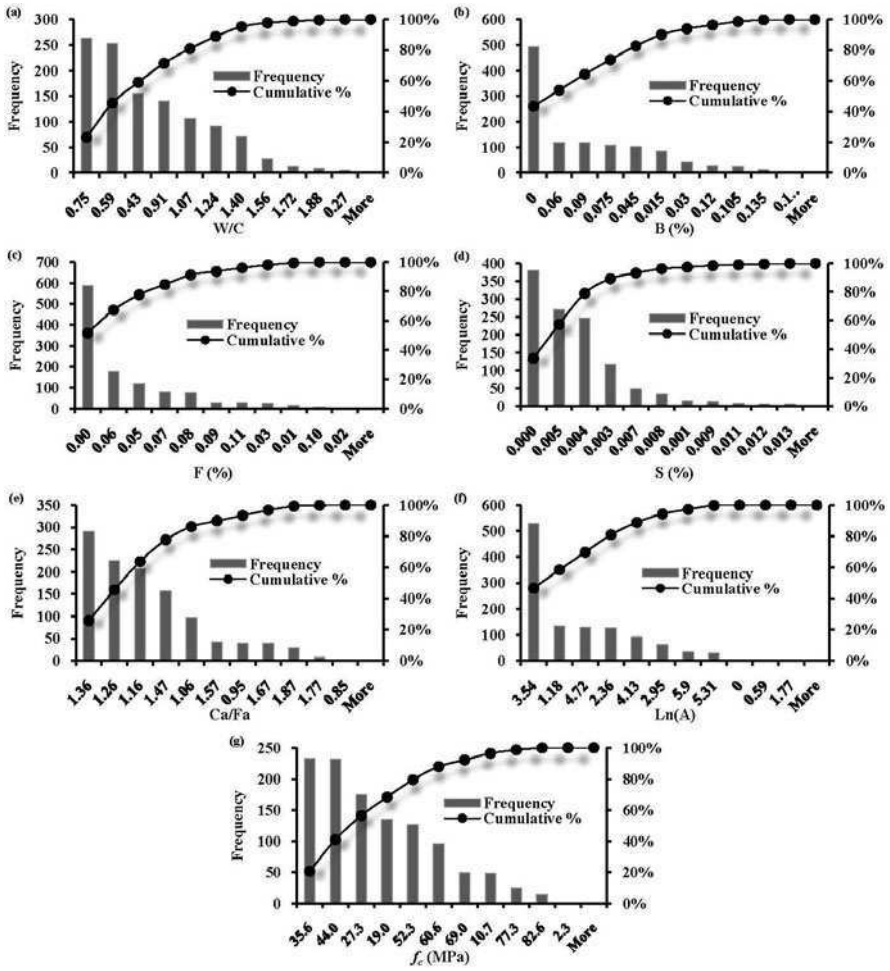 (a)
300
250
200
150
100
50
0
Frequency
100%
80%
60%
40%
20%
0%
Frequency
Cumulative %
0.75 0.59 0.43 0.91 1.07 1.24 1.40 1.56 1.72 1.88 0.27 More
W/C
(b)
600
500
400
300
200
100
0
Frequency
100%
80%
60%
40%
20%
0%
Frequency
Cumulative %
0 0.06 0.09 0.075 0.045 0.015 0.03 0.12 0.105 0.135 0.1.. More
B (%)
(c)
700
600
500
400
300
200
100
0
Frequency
100%
80%
60%
40%
20%
0%
Frequency
Cumulative %
0.00 0.06 0.05 0.07 0.08 0.09 0.11 0.03 0.01 0.10 0.02 More
F (%)
(d)
400
350
300
250
200
150
100
50
0
Frequency
100%
80%
60%
40%
20%
0%
Frequency
Cumulative %
0.000 0.005 0.004 0.003 0.007 0.008 0.001 0.009 0.011 0.012 0.013 More
S (%)
(e)
350
300
250
200
150
100
50
0
Frequency
100%
80%
60%
40%
20%
0%
Frequency
Cumulative %
1.36 1.26 1.16 1.47 1.06 1.57 0.95 1.67 1.87 1.77 0.85 More
Ca/Fa
(f)
600
500
400
300
200
100
0
Frequency
100%
80%
60%
40%
20%
0%
Frequency
Cumulative %
3.54 1.18 4.72 2.36 4.13 2.95 5.9 5.31 0 0.59 1.77 More
Ln(A)
(g)
250
200
150
100
50
0
Frequency
100%
80%
60%
40%
20%
0%
Frequency
Cumulative %
35.6 44.0 27.3 19.0 52.3 60.6 69.0 10.7 77.3 82.6 2.3 More
fc (MPa)